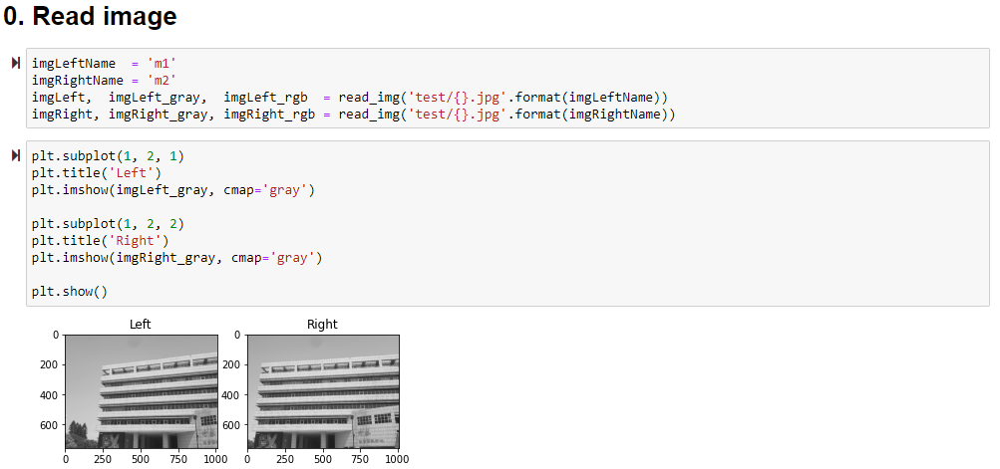 0. Read image
imgLeftName  = 'm1'
imgRightName = 'm2'
imgLeft,  imgLeft_gray,  imgLeft_rgb  = read_img('test/{}.jpg'.format(imgLeftName))
imgRight, imgRight_gray, imgRight_rgb = read_img('test/{}.jpg'.format(imgRightName))
plt.subplot(1, 2, 1)
plt.title('Left')
plt.imshow(imgLeft_gray, cmap='gray')
plt.subplot(1, 2, 2)
plt.title('Right')
plt.imshow(imgRight_gray, cmap='gray')
plt.show()
Left
0
200
400
600
0 250 500 750 1000
Right
0
200
400
600
0 250 500 750 1000